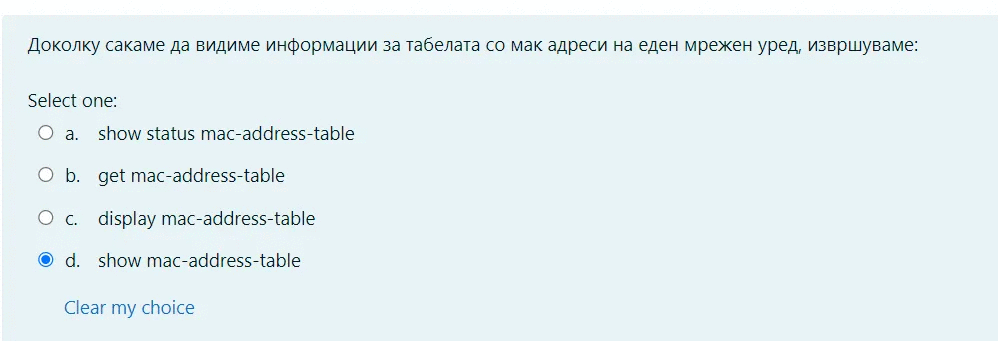 Доколку сакаме да видиме информации за табелата со мак адреси на еден мрежен уред, извршуваме:
Select one:
a. show status mac-address-table
b. get mac-address-table
c. display mac-address-table
d. show mac-address-table
Clear my choice